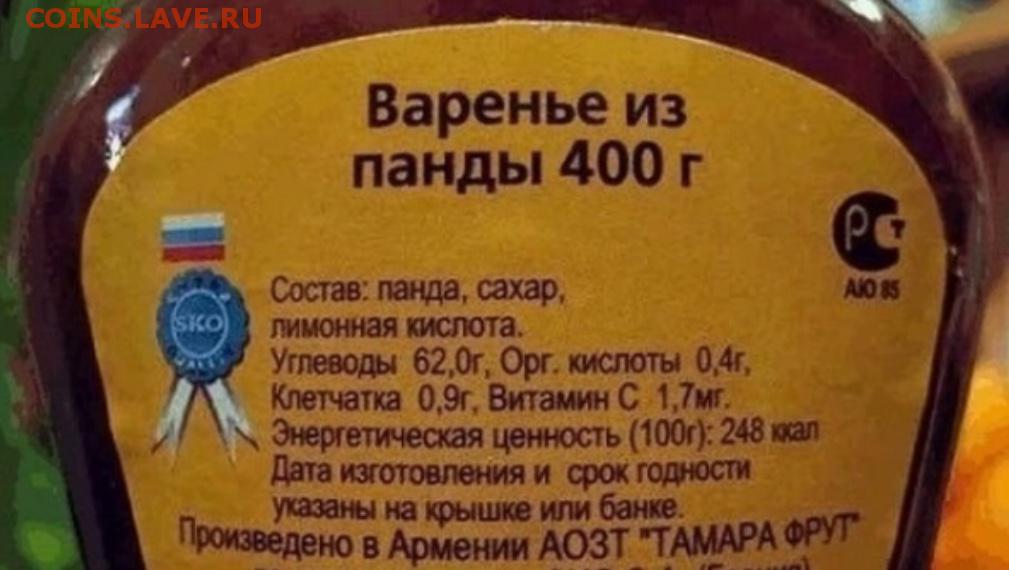 COINS.LAVE.RU
Варенье из
панды 400 г
РСТ
АЮ 85
SKO
Состав: панда, сахар,
лимонная кислота.
Углеводы 62,0г, Орг. кислоты 0,4г,
Клетчатка 0,9г, Витамин С 1,7мг.
Энергетическая ценность (100г): 248 ккал
Дата изготовления и срок годности
указаны на крышке или банке.
Произведено в Армении АОЗТ "ТАМАРА ФРУТ"